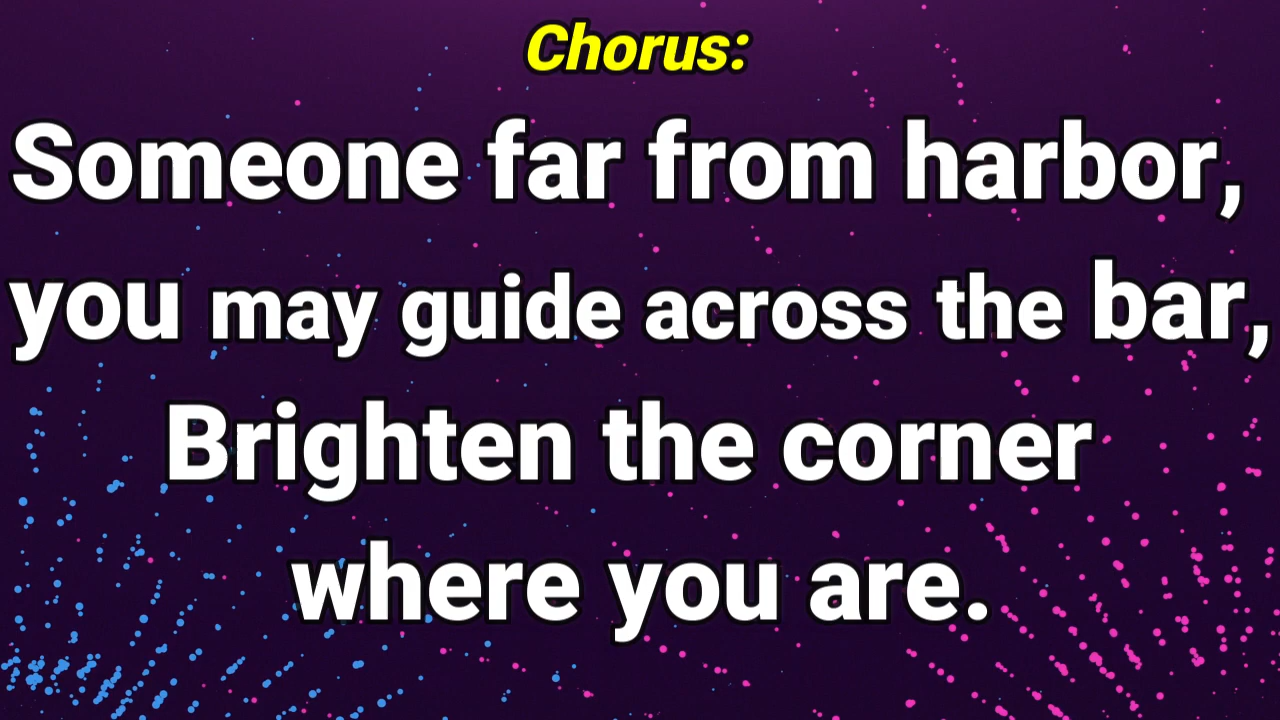 Chorus:
Someone far from harbor,
you may guide across the bar,
Brighten the corner
where you are.